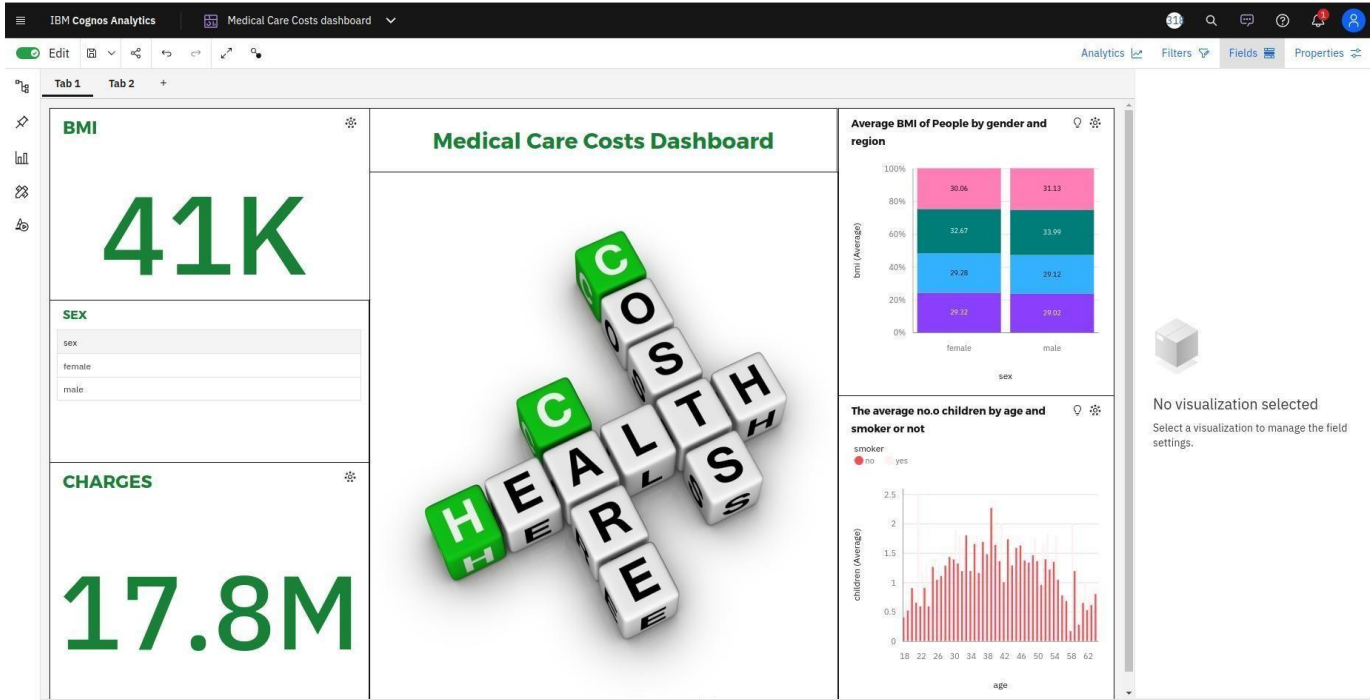 IBM Cognos Analytics
Medical Care Costs dashboard
1
Edit
Analytics
Filters
Fields
Properties
Tab 1
Tab 2
+
BMI
41K
SEX
sex
female
male
CHARGES
17.8M
Medical Care Costs Dashboard
COSTS
HEALTH
CARE
Average BMI of People by gender and
region
bmi (Average)
100%
80%
60%
40%
20%
0%
30.06
31.13
32.67
33.99
29.28
29.12
29.32
29.02
female
male
sex
The average no.o children by age and
smoker or not
smoker
no
yes
children (Average)
2.5
2
1.5
1
0.5
0
18 22 26 30 34 38 42 46 50 54 58 62
age
No visualization selected
Select a visualization to manage the field
settings.